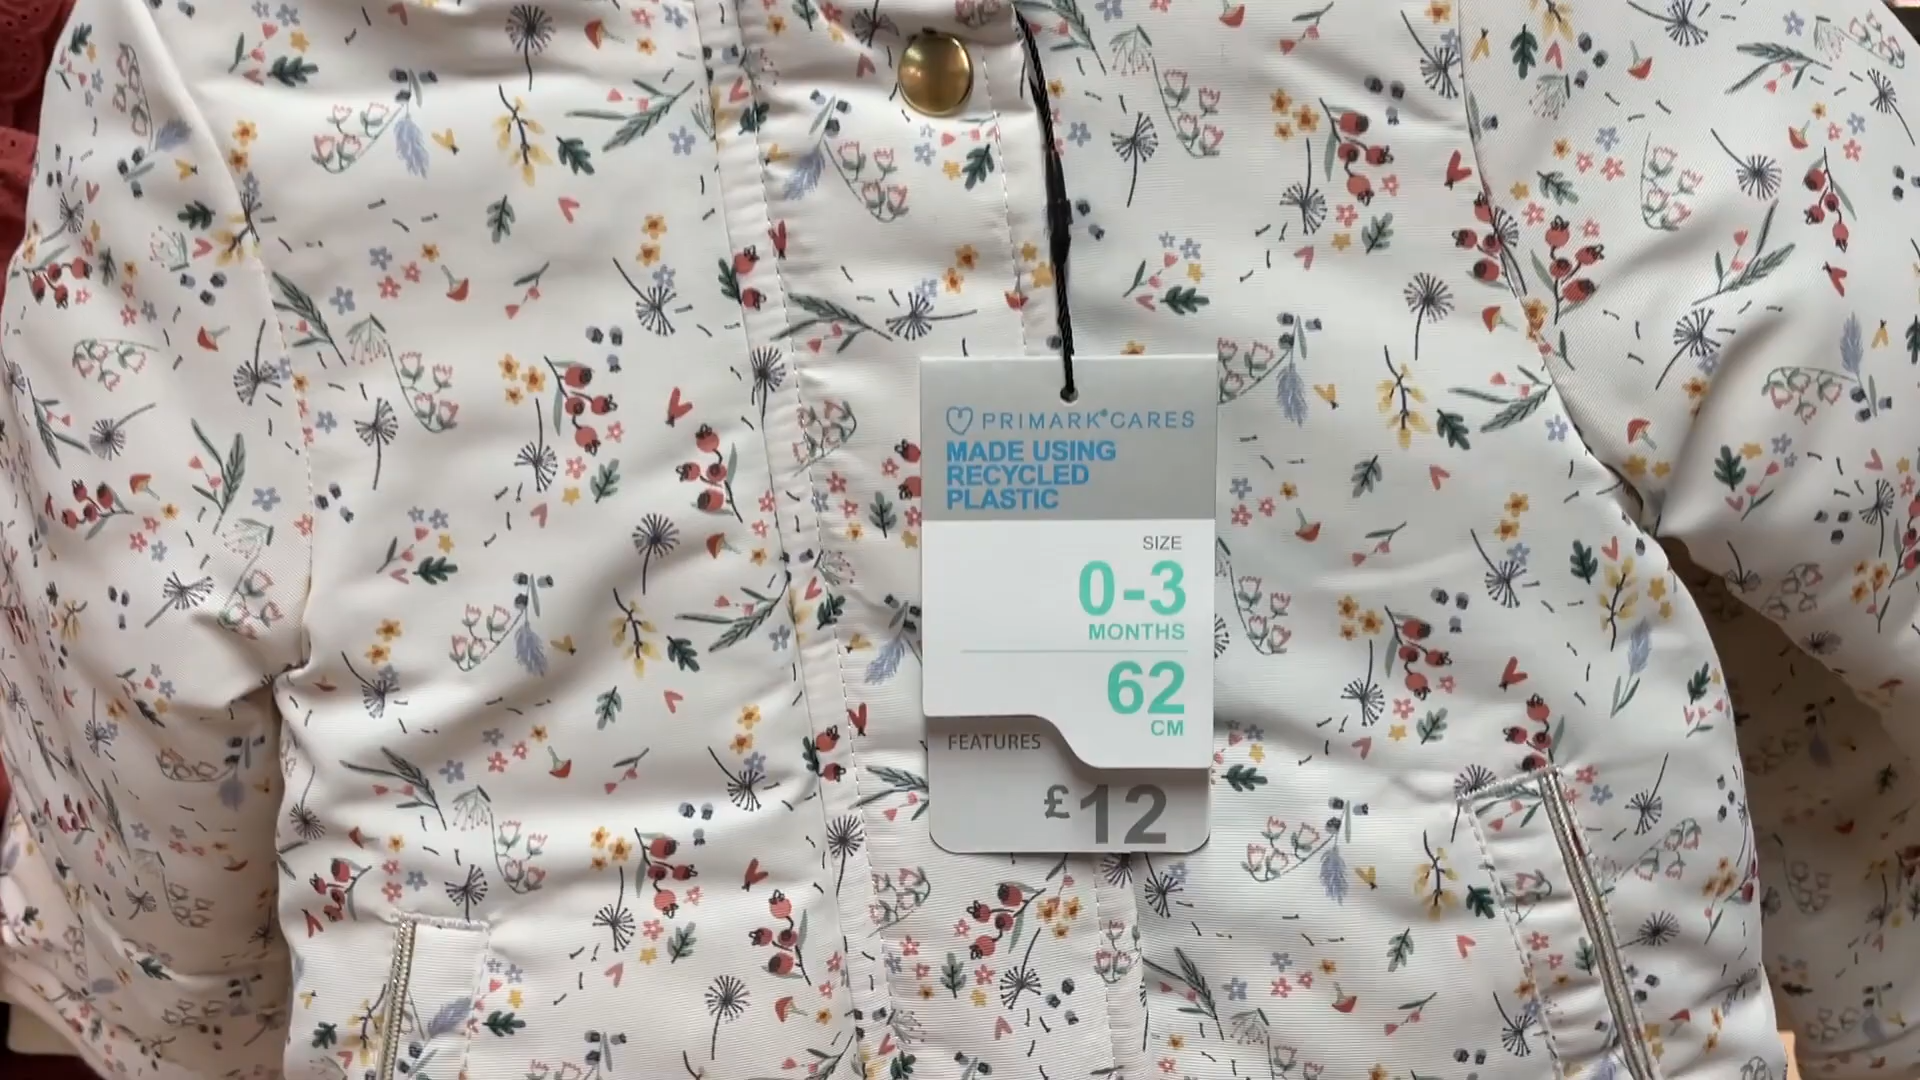 PRIMARK®CARES
MADE USING
RECYCLED
PLASTIC
SIZE
0-3
MONTHS
62
CM
FEATURES
£12